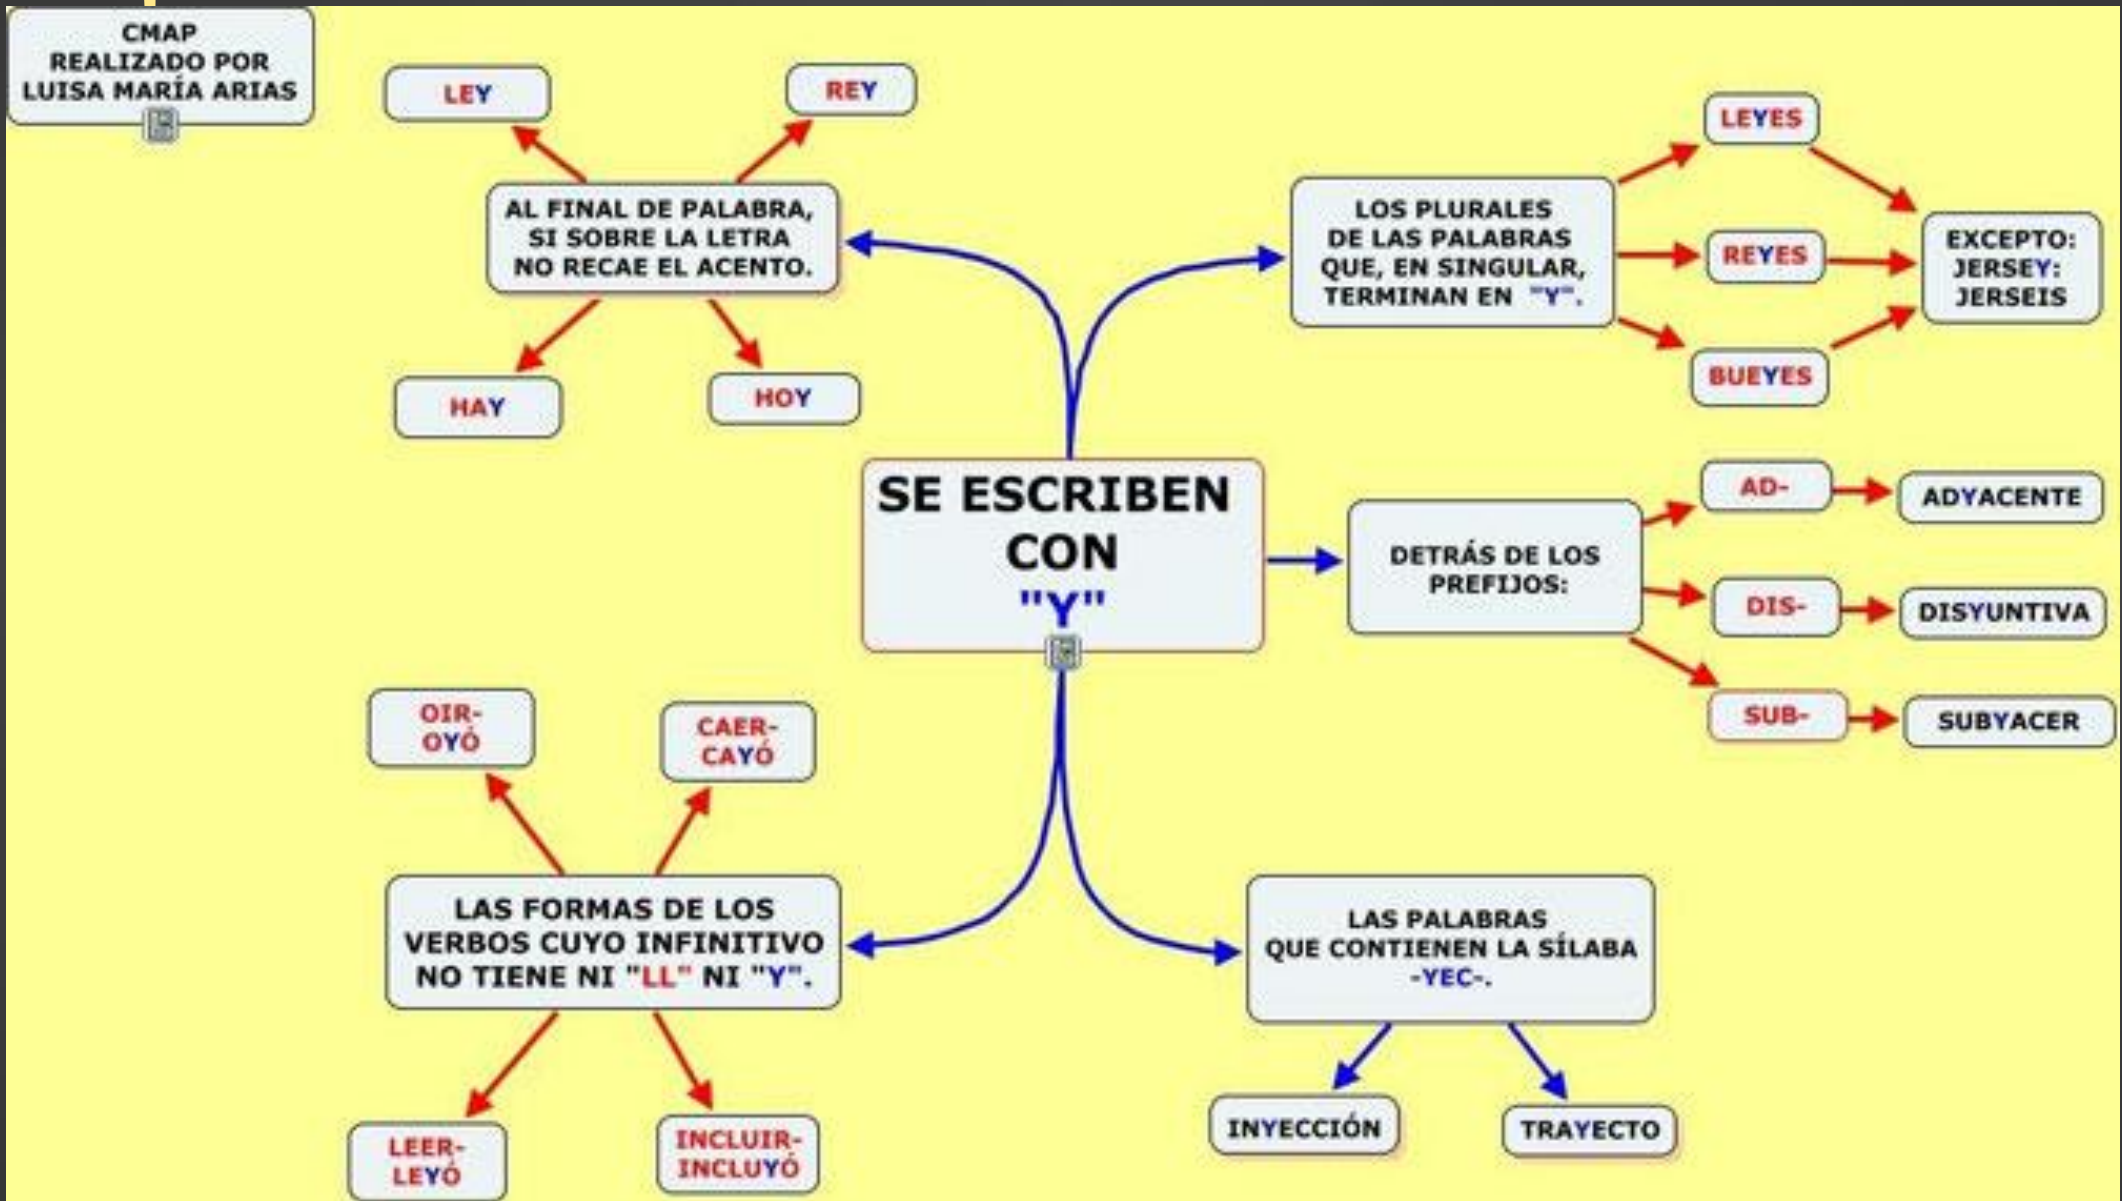 CMAP
REALIZADO POR
LUISA MARÍA ARIAS
LEY
REY
AL FINAL DE PALABRA,
SI SOBRE LA LETRA
NO RECAE EL ACENTO.
HAY
HOY
LOS PLURALES
DE LAS PALABRAS
QUE, EN SINGULAR,
TERMINAN EN "Y".
LEYES
REYES
BUEYES
EXCEPTO:
JERSEY:
JERSEIS
SE ESCRIBEN
CON
"Y"
DETRÁS DE LOS
PREFIJOS:
AD-
ADYACENTE
DIS-
DISYUNTIVA
SUB-
SUBYACER
OIR-
OYÓ
CAER-
CAYÓ
LAS FORMAS DE LOS
VERBOS CUYO INFINITIVO
NO TIENE NI "LL" NI "Y".
LEER-
LEYÓ
INCLUIR-
INCLUYÓ
LAS PALABRAS
QUE CONTIENEN LA SÍLABA
-YEC-.
INYECCIÓN
TRAYECTO